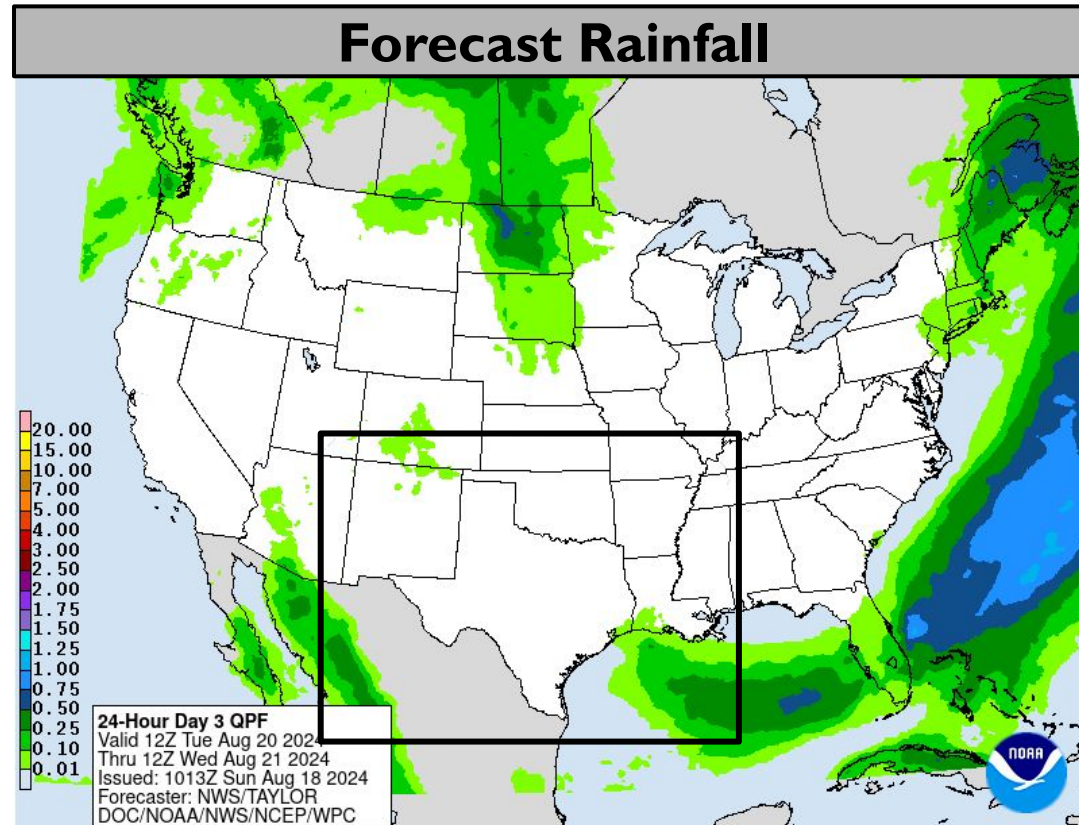 Forecast Rainfall
20.00
15.00
10.00
7.00
5.00
4.00
3.00
2.50
2.00
1.75
1.50
1.25
1.00
0.75
0.50
0.25
0.10
0.01
24-Hour Day 3 QPF
Valid 12Z Tue Aug 20 2024
Thru 12Z Wed Aug 21 2024
Issued: 1013Z Sun Aug 18 2024
Forecaster: NWS/TAYLOR
DOC/NOAA/NWS/NCEP/WPC
NOAA